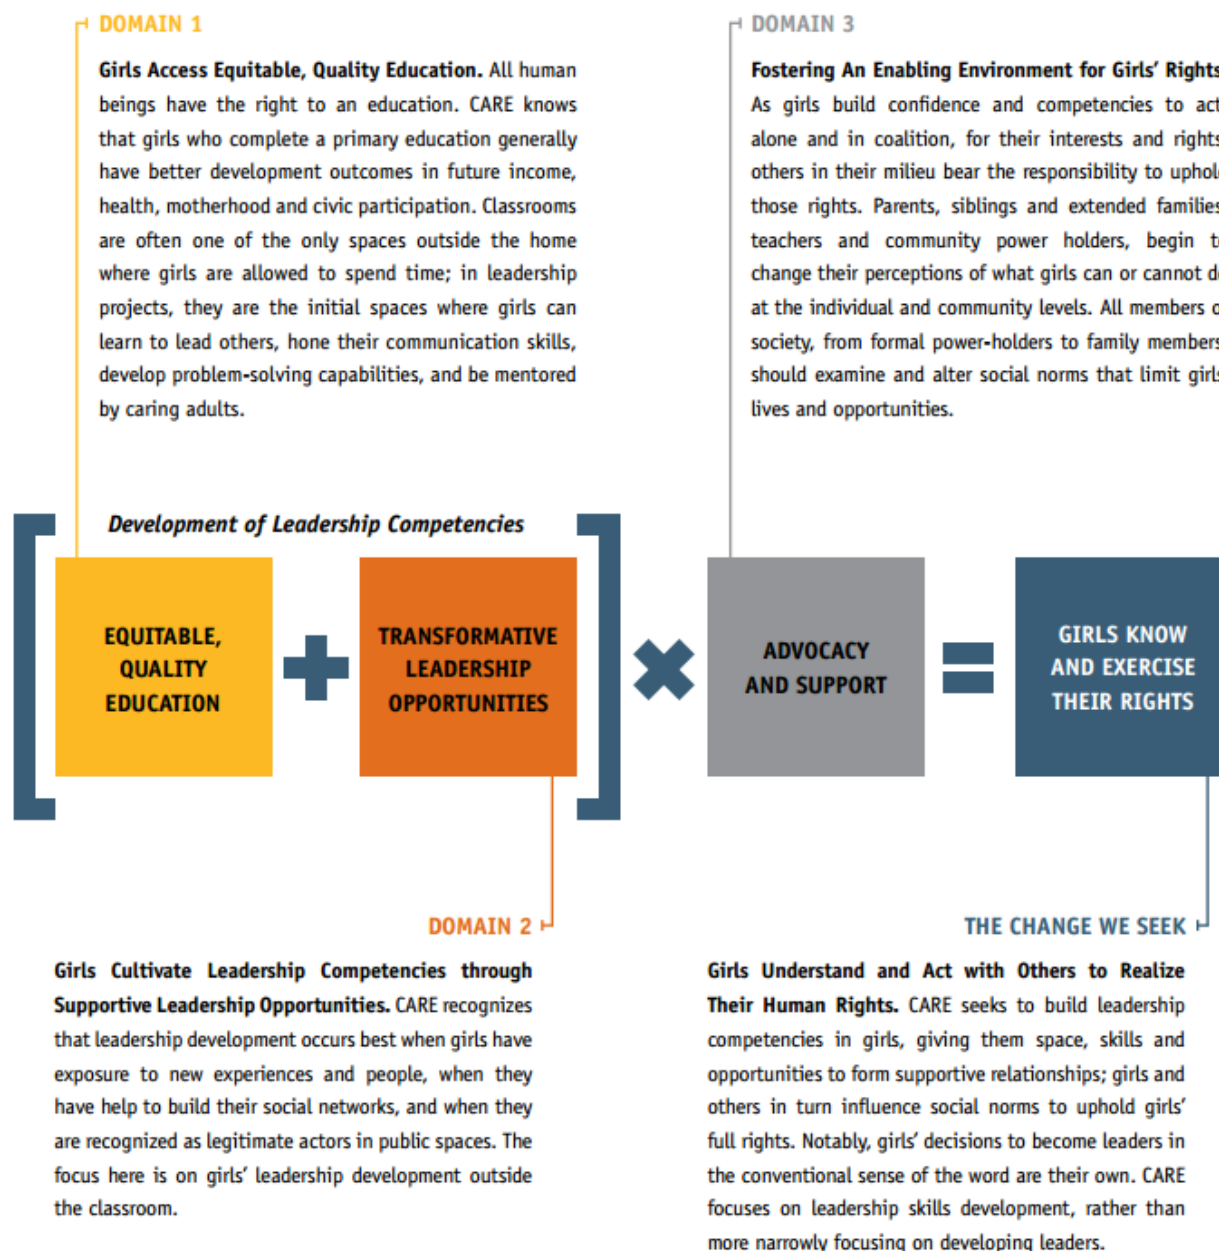 DOMAIN 1
Girls Access Equitable, Quality Education. All human
beings have the right to an education. CARE knows
that girls who complete a primary education generally
have better development outcomes in future income,
health, motherhood and civic participation. Classrooms
are often one of the only spaces outside the home
where girls are allowed to spend time; in leadership
projects, they are the initial spaces where girls can
learn to lead others, hone their communication skills,
develop problem-solving capabilities, and be mentored
by caring adults.
DOMAIN 3
Fostering An Enabling Environment for Girls' Rights
As girls build confidence and competencies to act
alone and in coalition, for their interests and rights
others in their milieu bear the responsibility to uphold
those rights. Parents, siblings and extended families
teachers and community power holders, begin t
change their perceptions of what girls can or cannot d
at the individual and community levels. All members o
society, from formal power-holders to family members
should examine and alter social norms that limit girls
lives and opportunities.
Development of Leadership Competencies
EQUITABLE,
QUALITY
EDUCATION
TRANSFORMATIVE
LEADERSHIP
OPPORTUNITIES
ADVOCACY
AND SUPPORT
GIRLS KNOW
AND EXERCISE
THEIR RIGHTS
DOMAIN 2
Girls Cultivate Leadership Competencies through
Supportive Leadership Opportunities. CARE recognizes
that leadership development occurs best when girls have
exposure to new experiences and people, when they
have help to build their social networks, and when they
are recognized as legitimate actors in public spaces. The
focus here is on girls' leadership development outside
the classroom.
THE CHANGE WE SEEK
Girls Understand and Act with Others to Realize
Their Human Rights. CARE seeks to build leadership
competencies in girls, giving them space, skills and
opportunities to form supportive relationships; girls and
others in turn influence social norms to uphold girls'
full rights. Notably, girls' decisions to become leaders in
the conventional sense of the word are their own. CARE
focuses on leadership skills development, rather than
more narrowly focusing on developing leaders.